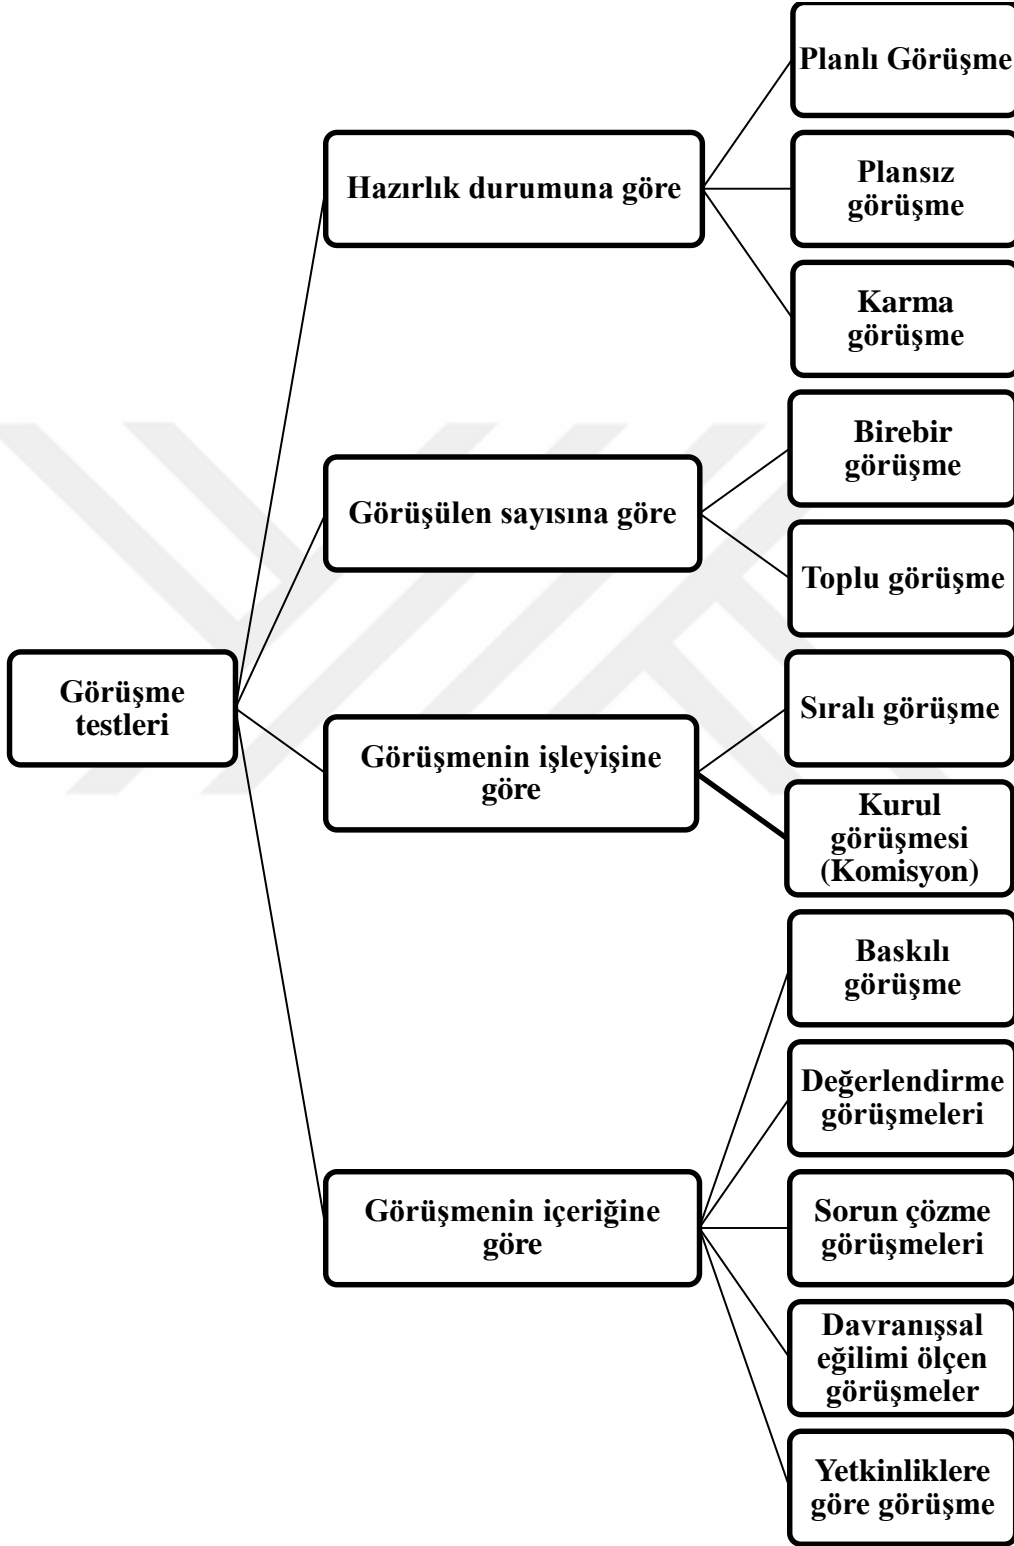 Görüşme
testleri
Hazırlık durumuna göre
Planlı Görüşme
Plansız
görüşme
Karma
görüşme
Görüşülen sayısına göre
Birebir
görüşme
Toplu görüşme
Görüşmenin işleyişine
göre
Sıralı görüşme
Kurul
görüşmesi
(Komisyon)
Görüşmenin içeriğine
göre
Baskılı
görüşme
Değerlendirme
görüşmeleri
Sorun çözme
görüşmeleri
Davranışsal
eğilimi ölçen
görüşmeler
Yetkinliklere
göre görüşme